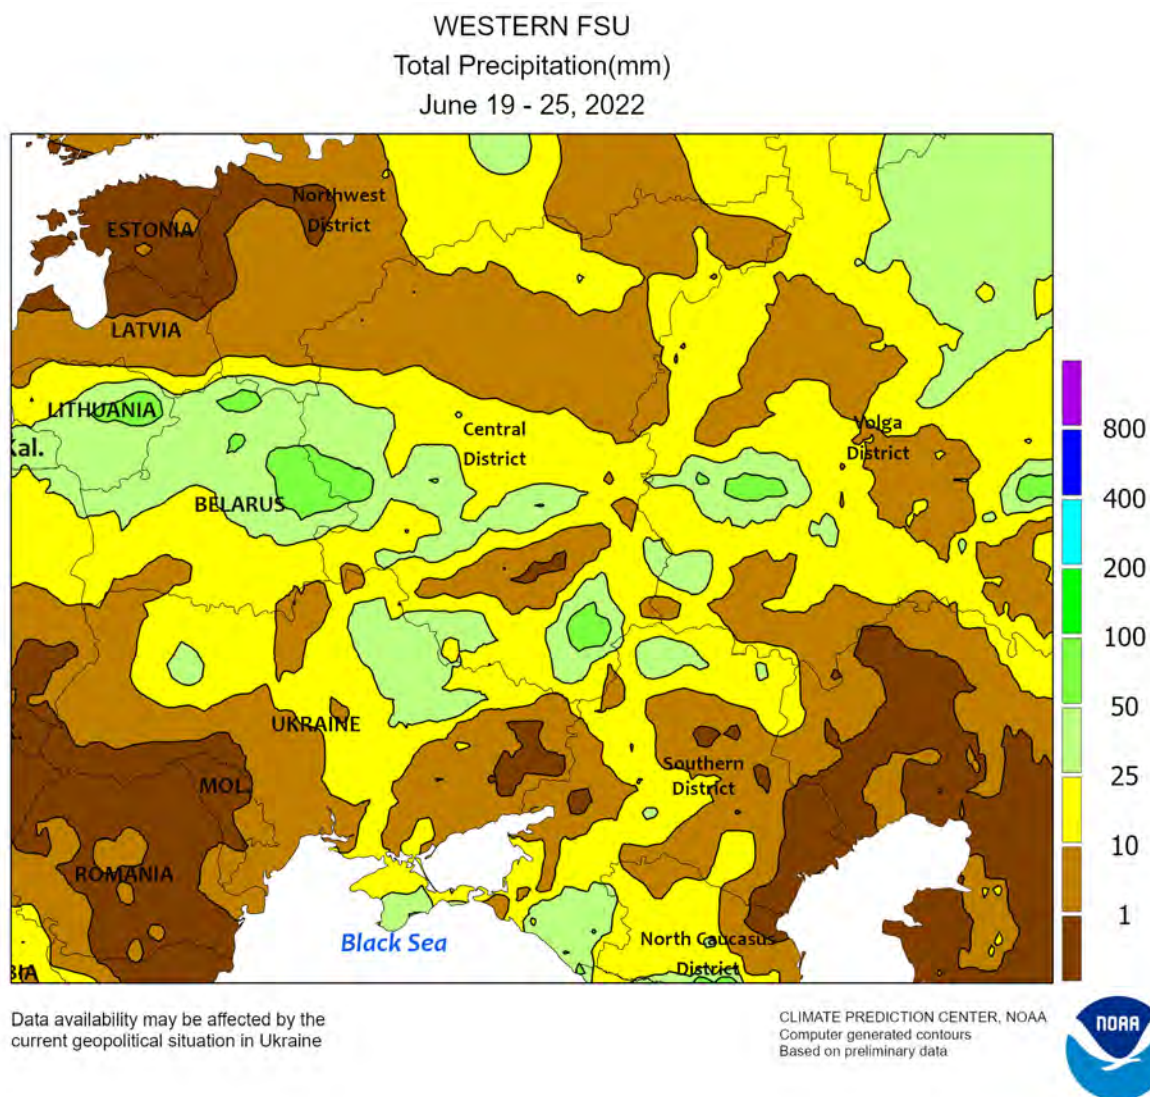 WESTERN FSU
Total Precipitation(mm)
June 19 - 25, 2022
Northwest
District
ESTONIA
LATVIA
LITHUANIA
Kal.
Central
District
Volga
District
BELARUS
UKRAINE
MOL.
Southern
District
ROMANIA
Black Sea
North Caucasus
District
BIA
800
400
200
100
50
25
10
1
Data availability may be affected by the
current geopolitical situation in Ukraine
CLIMATE PREDICTION CENTER, NOAA
Computer generated contours
Based on preliminary data
NOAA